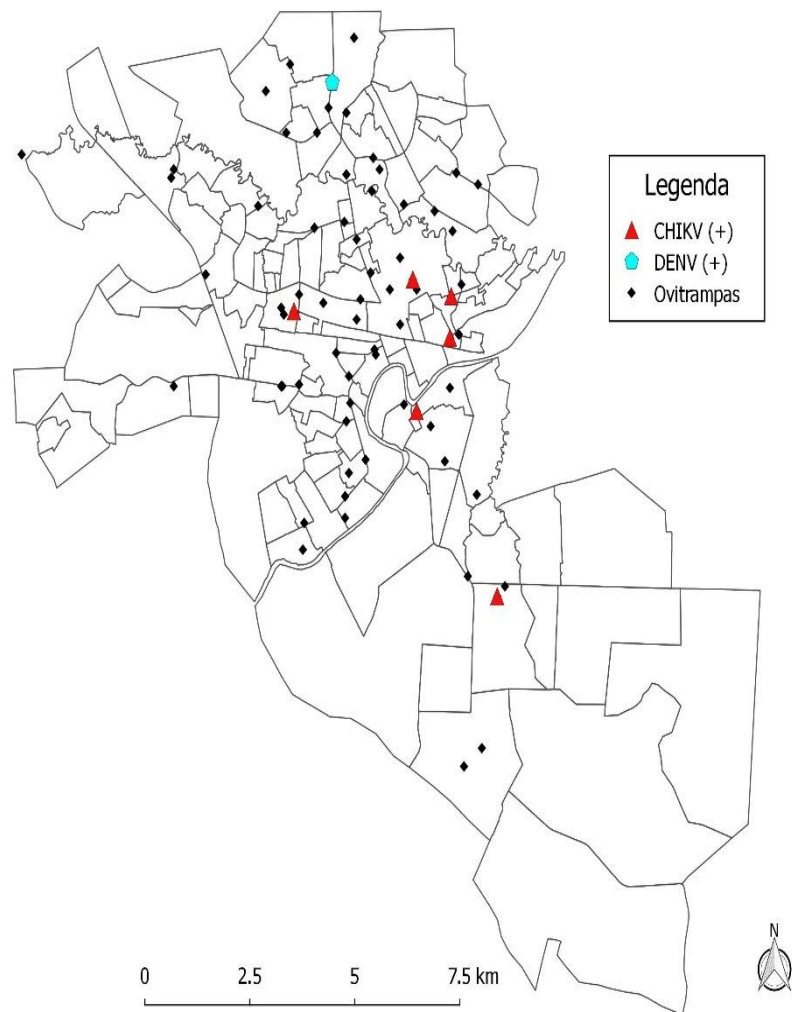 Legenda
CHIKV (+)
DENV (+)
Ovitrampas
N
0 2.5 5 7.5 km